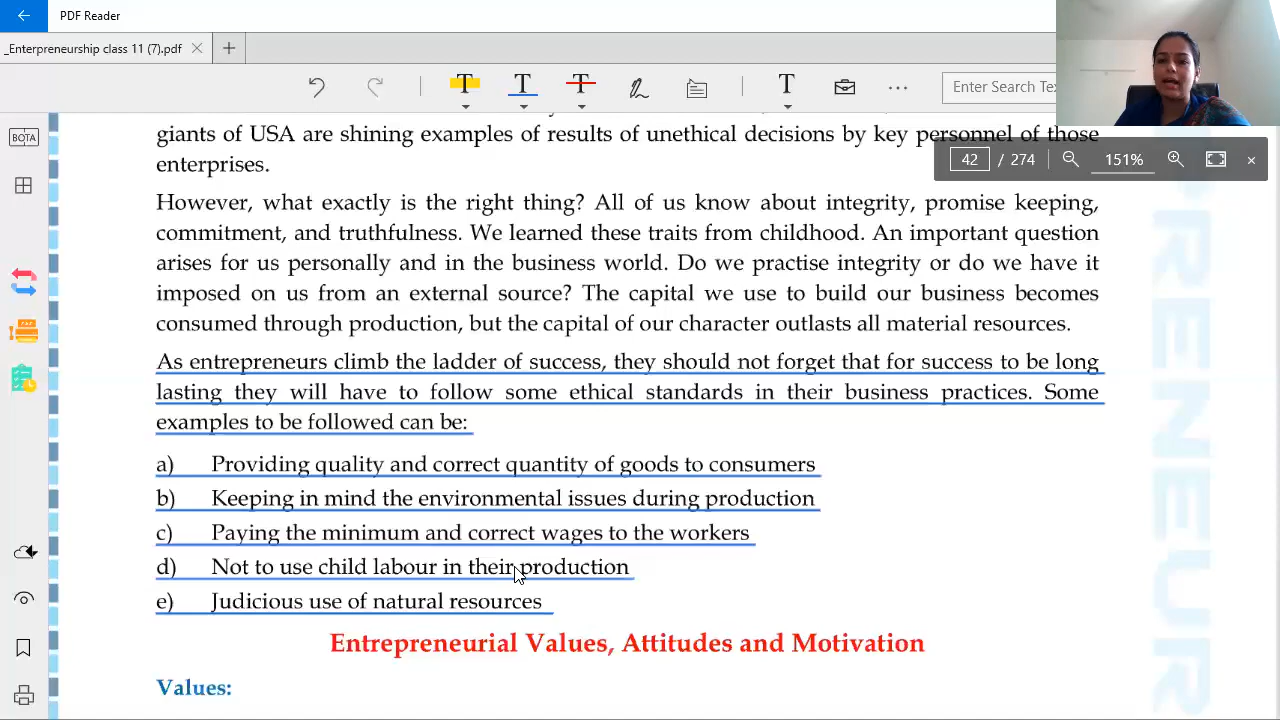 PDF Reader
_Enterpreneurship class 11 (7).pdf
BOTA
T T T T
Enter Search Tex
42 / 274 151%
giants of USA are shining examples of results of unethical decisions by key personnel of those
enterprises.
However, what exactly is the right thing? All of us know about integrity, promise keeping,
commitment, and truthfulness. We learned these traits from childhood. An important question
arises for us personally and in the business world. Do we practise integrity or do we have it
imposed on us from an external source? The capital we use to build our business becomes
consumed through production, but the capital of our character outlasts all material resources.
As entrepreneurs climb the ladder of success, they should not forget that for success to be long
lasting they will have to follow some ethical standards in their business practices. Some
examples to be followed can be:
a) Providing quality and correct quantity of goods to consumers
b) Keeping in mind the environmental issues during production
c) Paying the minimum and correct wages to the workers
d) Not to use child labour in their production
e) Judicious use of natural resources
Entrepreneurial Values, Attitudes and Motivation
Values:
PRENEUR